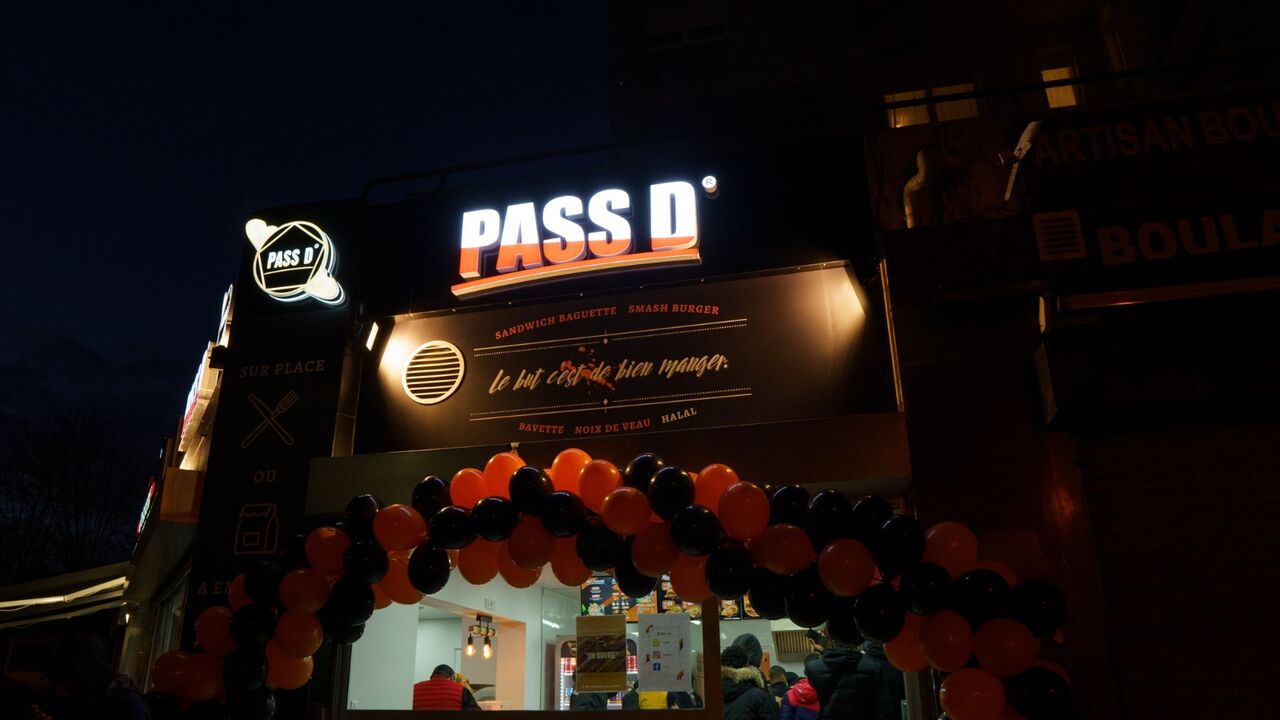 PASS D®
PASS D°
SANDWICH BAGUETTE SMASH BURGER
Le but c'est de bien manger.
BAVETTE NOIX DE VEAU HALAL
SUR PLACE
OU
A EM
ARTISAN BOU
BOULA